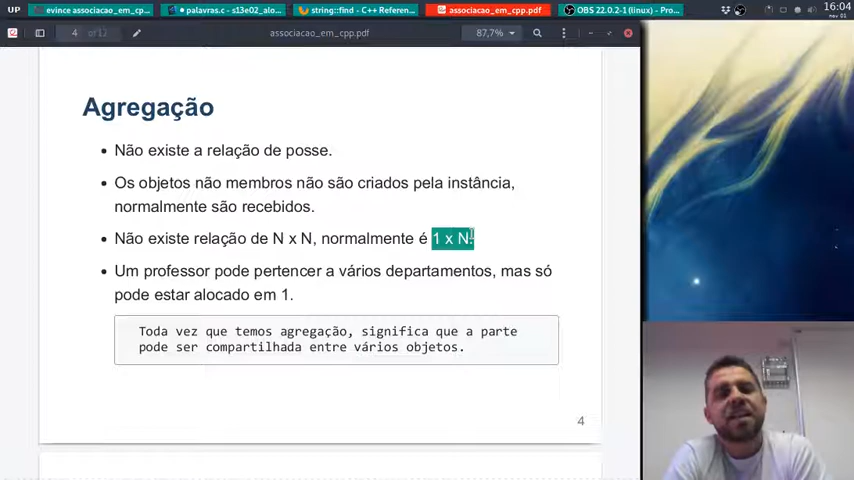 UP
evince associacao_em_cp...
palavras.c - s13e02_alo...
string::find - C++ Referen...
associacao_em_cpp.pdf
OBS 22.0.2-1 (linux) - Pro...
16:04
nov 01
4 of 12
associacao_em_cpp.pdf
87,7%
Agregação
• Não existe a relação de posse.
• Os objetos não membros não são criados pela instância,
normalmente são recebidos.
• Não existe relação de N x N, normalmente é 1 x N.
• Um professor pode pertencer a vários departamentos, mas só
pode estar alocado em 1.
Toda vez que temos agregação, significa que a parte
pode ser compartilhada entre vários objetos.
4